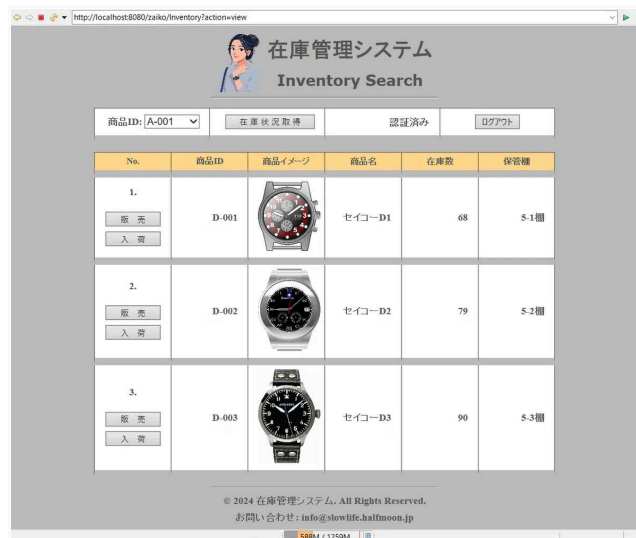 http://localhost:8080/zaiko/Inventory?action=view
在庫管理システム
Inventory Search
商品ID: A-001 在庫状況取得 認証済み ログアウト
No. 商品ID 商品イメージ 商品名 在庫数 保管棚
1.
販 売
入 荷
D-001 セイコーD1 68 5-1棚
2.
販 売
入 荷
D-002 セイコーD2 79 5-2棚
3.
販 売
入 荷
D-003 セイコーD3 90 5-3棚
© 2024 在庫管理システム. All Rights Reserved.
お問い合わせ: info@slowlife.halfmoon.jp
588M / 1259M